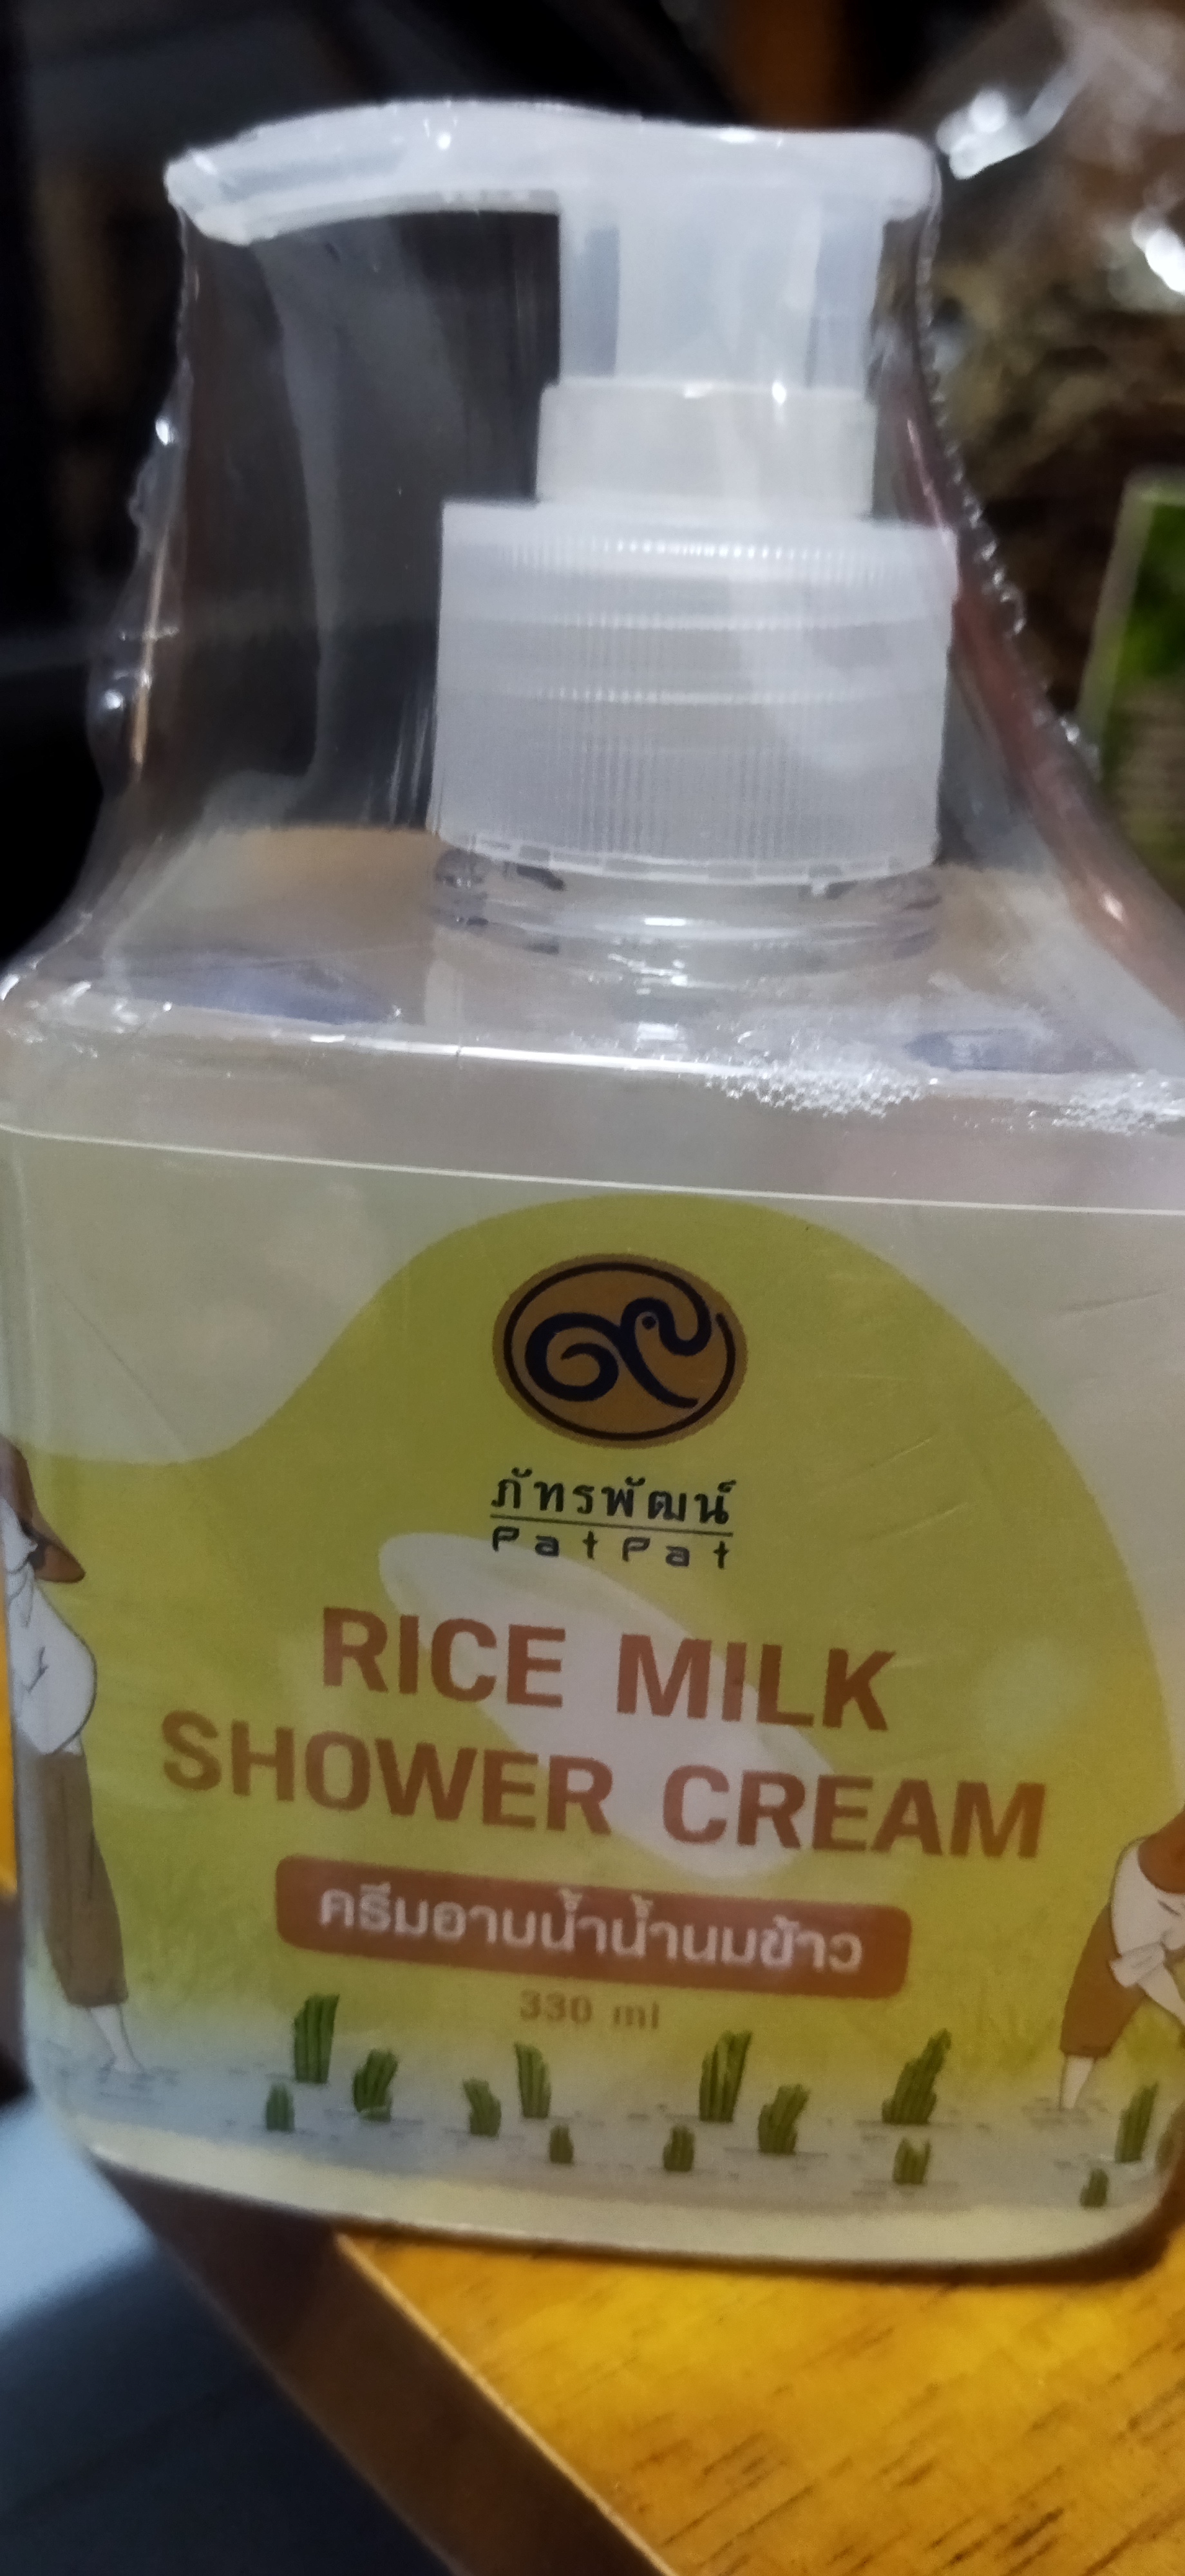 ภัทรพัฒน์
PatPat
RICE MILK
SHOWER CREAM
ครีมอาบน้ำน้ำนมข้าว
330 ml